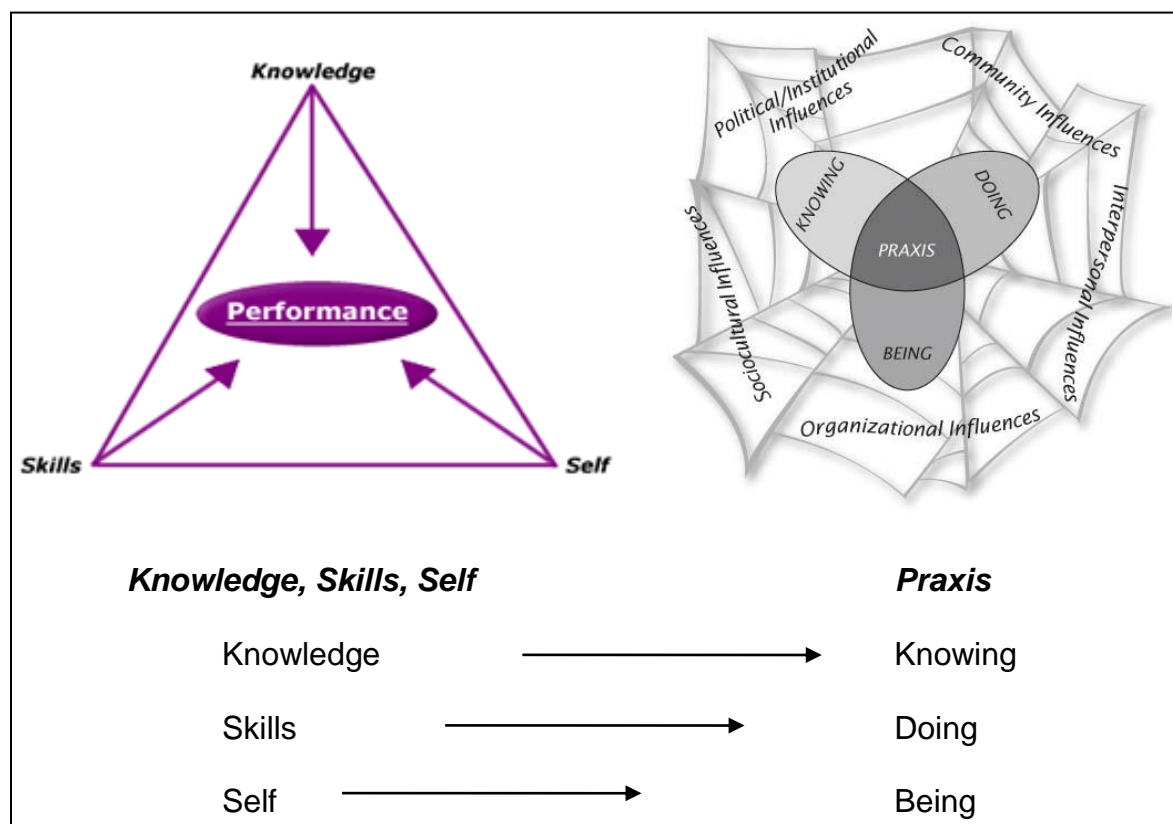 Knowledge
Performance
Skills
Self
Political/Institutional
Influences
Community Influences
Interpersonal Influences
Organizational Influences
Sociocultural Influences
KNOWING
DOING
PRAXIS
BEING
Knowledge, Skills, Self
Praxis
Knowledge
Knowing
Skills
Doing
Self
Being